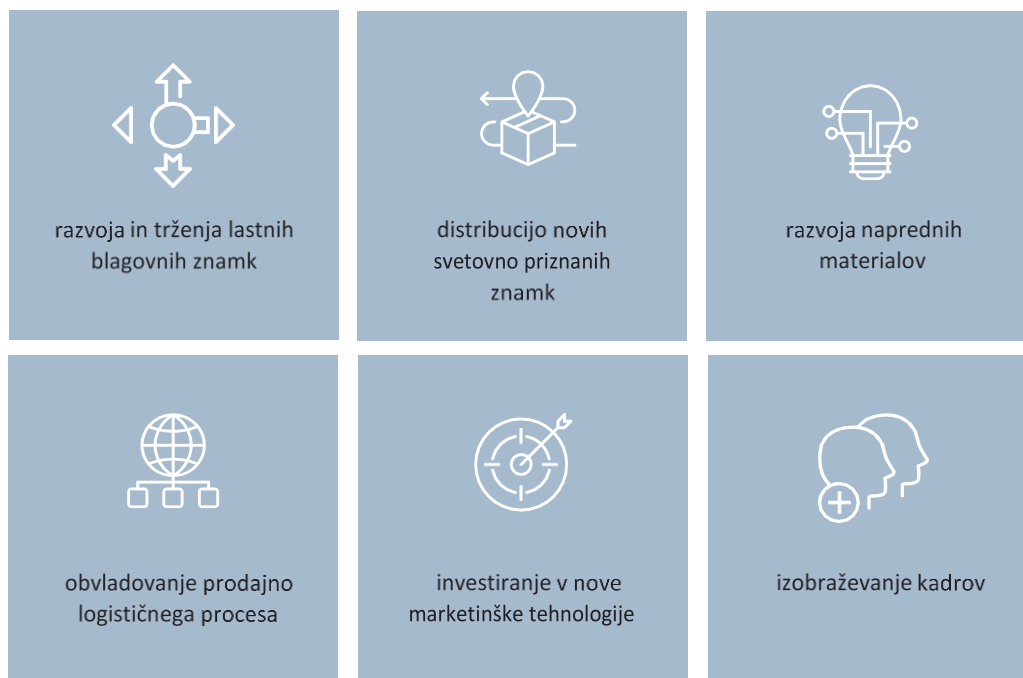 razvoja in trženja lastnih
blagovnih znamk
distribucijo novih
svetovno priznanih
znamk
razvoja naprednih
materialov
obvladovanje prodajno
logističnega procesa
investiranje v nove
marketinške tehnologije
izobraževanje kadrov